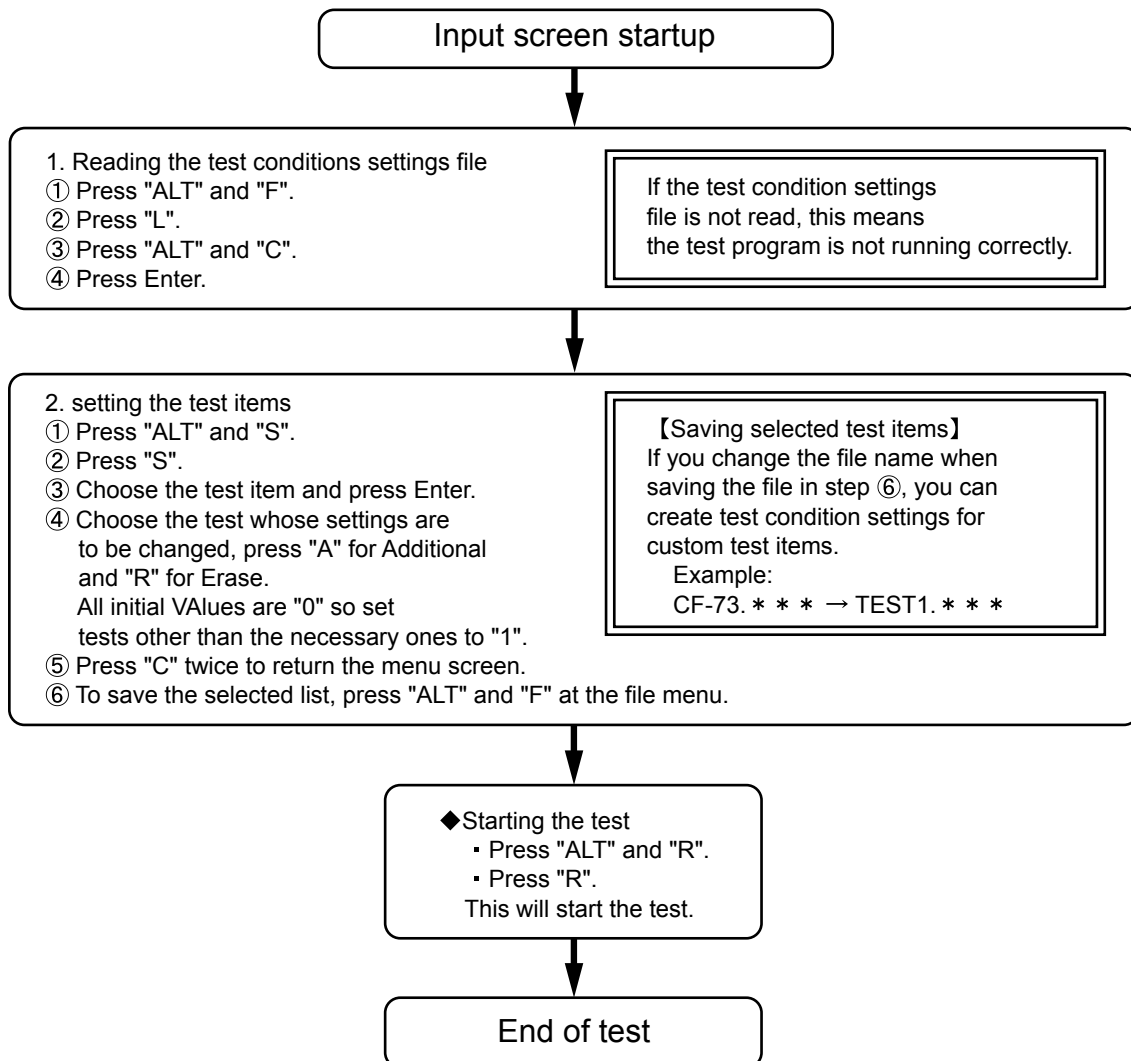 Input screen startup
1. Reading the test conditions settings file
① Press "ALT" and "F".
② Press "L".
③ Press "ALT" and "C".
④ Press Enter.
If the test condition settings
file is not read, this means
the test program is not running correctly.
2. setting the test items
① Press "ALT" and "S".
② Press "S".
③ Choose the test item and press Enter.
④ Choose the test whose settings are
to be changed, press "A" for Additional
and "R" for Erase.
All initial VAlues are "0" so set
tests other than the necessary ones to "1".
⑤ Press "C" twice to return the menu screen.
⑥ To save the selected list, press "ALT" and "F" at the file menu.
【Saving selected test items】
If you change the file name when
saving the file in step ⑥, you can
create test condition settings for
custom test items.
Example:
CF-73.＊＊＊ → TEST1.＊＊＊
◆Starting the test
・Press "ALT" and "R".
・Press "R".
This will start the test.
End of test